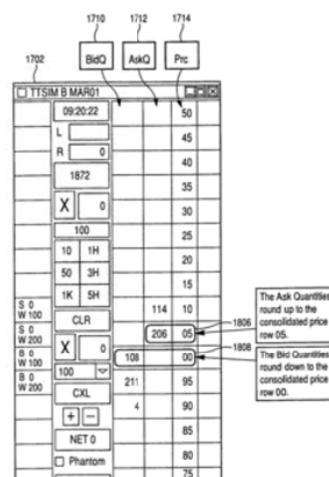 1710
1712
1714
1702
BidQ
AskQ
Prc
TTSIM B MAR01
09:20:22
50
L
45
R 0
40
1872
35
X 0
30
100
25
10 1H
20
50 3H
15
1K 5H
S 0
W 100
114 10
CLR
S 0
W 200
206 05
1806
The Ask Quantities
round up to the
consolidated price
row 05.
X 0
B 0
W 100
108 00
1808
The Bid Quantities
round down to the
consolidated price
row 00.
B 0
W 200
100
211 95
CXL
4 90
+ −
85
NET 0
80
Phantom
75